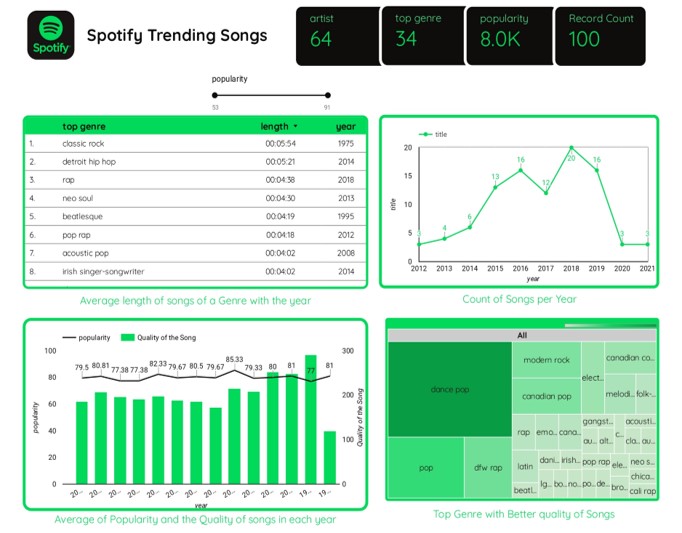 Spotify
Spotify Trending Songs
artist
64
top genre
34
popularity
8.0K
Record Count
100
popularity
53 91
top genre length year
1. classic rock 00:05:54 1975
2. detroit hip hop 00:05:21 2014
3. rap 00:04:38 2018
4. neo soul 00:04:30 2013
5. beatlesque 00:04:19 1995
6. pop rap 00:04:18 2012
7. acoustic pop 00:04:02 2008
8. irish singer-songwriter 00:04:02 2014
Average length of songs of a Genre with the year
title
20
15
10
5
0
title
3 4 6 13 16 12 20 16 3 3
2012 2013 2014 2015 2016 2017 2018 2019 2020 2021
year
Count of Songs per Year
popularity Quality of the Song
100 300
80
60 200
40 100
20
0 0
popularity
Quality of the Song
79.5 80.81 77.38 77.38 82.33 79.67 80.5 79.67 85.33 79.33 80 81 77 81
20... 20... 20... 20... 20... 20... 20... 20... 20... 20... 20... 20... 19... 19...
year
Average of Popularity and the Quality of songs in each year
All
dance pop
modern rock
canadian pop
elect...
canadian co...
melodi...
folk-...
pop
dfw rap
rap
emo...
cana...
gangst...
acousti...
au...
alt...
c...
cla...
au...
latin
dani...
irish...
pop rap
ele...
neo s...
beati...
lg...
bo...
no...
po...
de...
bro...
chica...
cali rap
Top Genre with Better quality of Songs